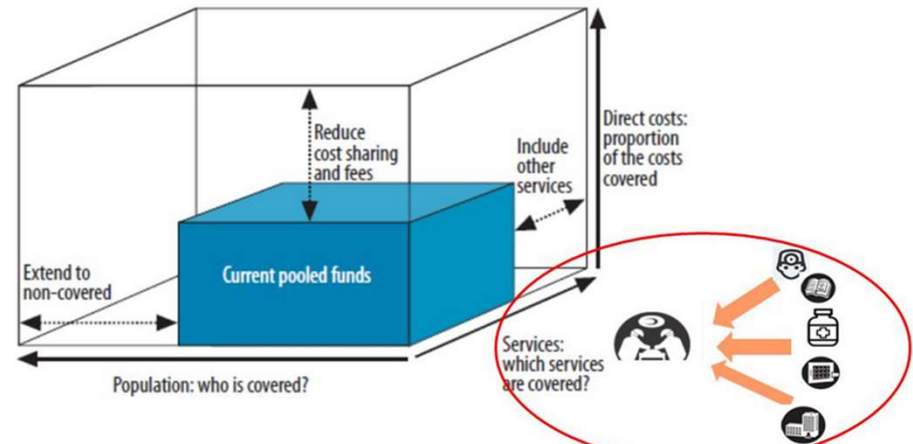 Reduce
cost sharing
and fees
Include
other
services
Direct costs:
proportion
of the costs
covered
Extend to
non-covered
Current pooled funds
Services:
which services
are covered?
Population: who is covered?